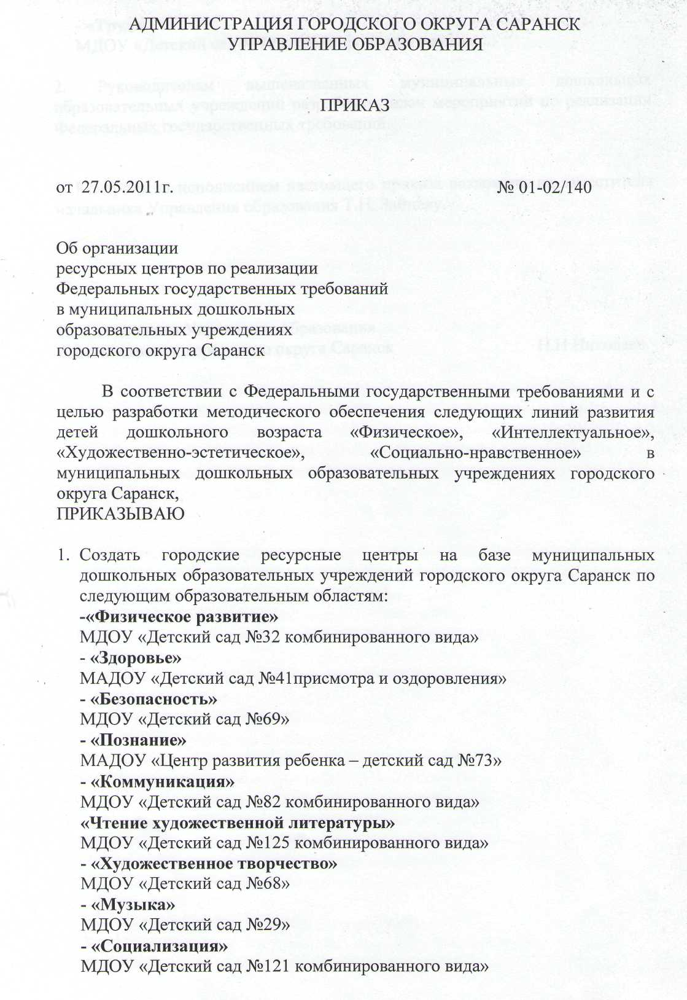 АДМИНИСТРАЦИЯ ГОРОДСКОГО ОКРУГА САРАНСК
УПРАВЛЕНИЕ ОБРАЗОВАНИЯ
ПРИКАЗ
от 27.05.2011г. № 01-02/140
Об организации
ресурсных центров по реализации
Федеральных государственных требований
в муниципальных дошкольных
образовательных учреждениях
городского округа Саранск
В соответствии с Федеральными государственными требованиями и с
целью разработки методического обеспечения следующих линий развития
детей дошкольного возраста «Физическое», «Интеллектуальное»,
«Художественно-эстетическое», «Социально-нравственное» в
муниципальных дошкольных образовательных учреждениях городского
округа Саранск,
ПРИКАЗЫВАЮ
1. Создать городские ресурсные центры на базе муниципальных
дошкольных образовательных учреждений городского округа Саранск по
следующим образовательным областям:
-«Физическое развитие»
МДОУ «Детский сад №32 комбинированного вида»
- «Здоровье»
МАДОУ «Детский сад №41присмотра и оздоровления»
- «Безопасность»
МДОУ «Детский сад №69»
- «Познание»
МАДОУ «Центр развития ребенка – детский сад №73»
- «Коммуникация»
МДОУ «Детский сад №82 комбинированного вида»
«Чтение художественной литературы»
МДОУ «Детский сад №125 комбинированного вида»
- «Художественное творчество»
МДОУ «Детский сад №68»
- «Музыка»
МДОУ «Детский сад №29»
- «Социализация»
МДОУ «Детский сад №121 комбинированного вида»